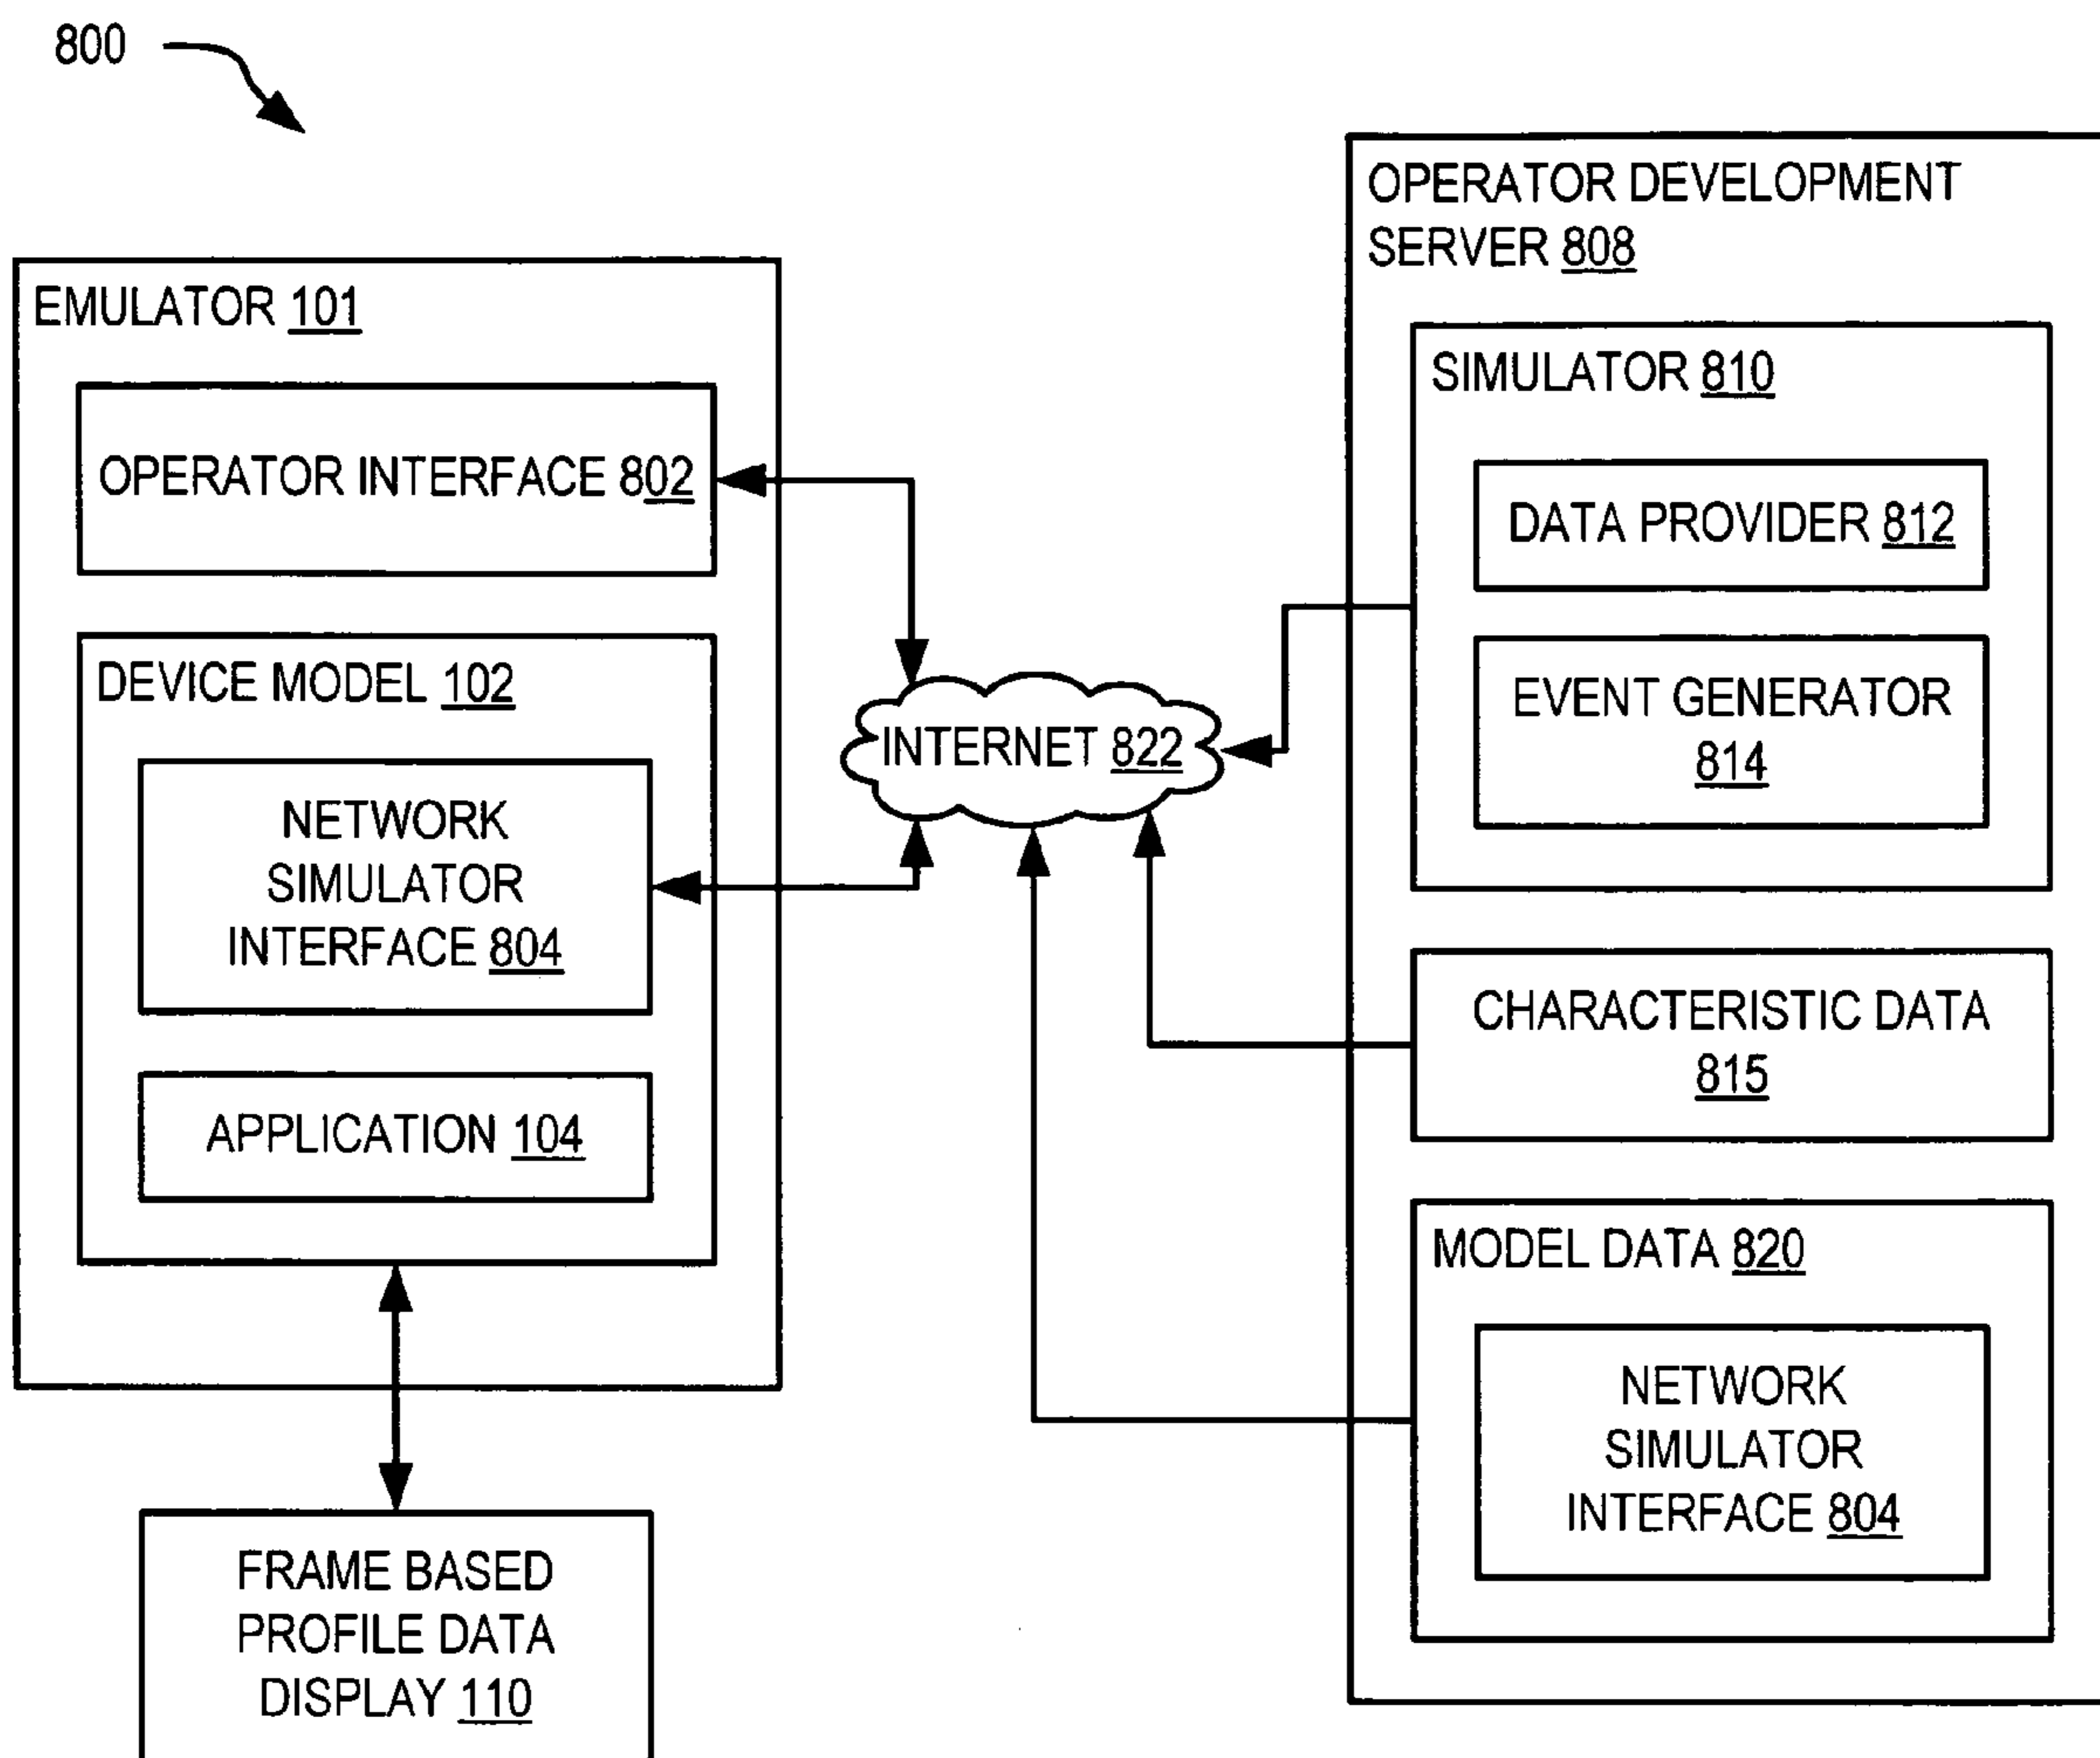 800
EMULATOR 101
OPERATOR INTERFACE 802
DEVICE MODEL 102
NETWORK
SIMULATOR
INTERFACE 804
APPLICATION 104
FRAME BASED
PROFILE DATA
DISPLAY 110
INTERNET 822
OPERATOR DEVELOPMENT
SERVER 808
SIMULATOR 810
DATA PROVIDER 812
EVENT GENERATOR
814
CHARACTERISTIC DATA
815
MODEL DATA 820
NETWORK
SIMULATOR
INTERFACE 804